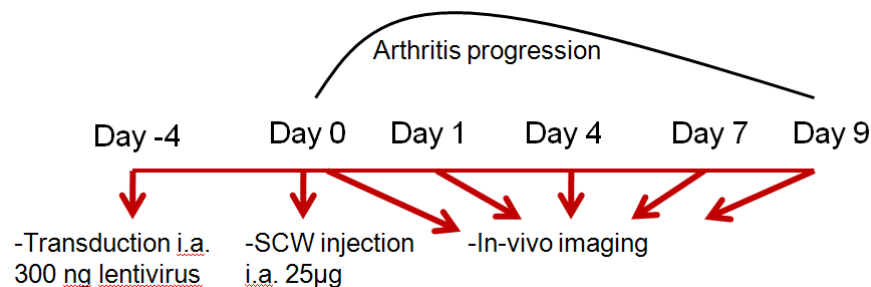 Arthritis progression
Day -4 Day 0 Day 1 Day 4 Day 7 Day 9
-Transduction i.a. -SCW injection -In-vivo imaging
300 ng lentivirus i.a. 25µg